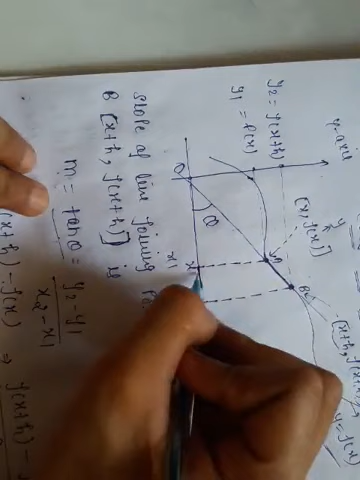 y-axis
y₂ = f(x+h)
y₁ = f(x)
[x, f(x)]
y = f(x)
θ
x₁
slope of line joining
B [x+h, f(x+h)] is
m = tan θ = y₂ - y₁ / x₂ - x₁
f(x+h) - f(x) ⇒ f(x+h) -